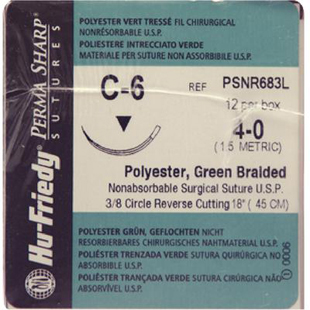 POLYESTER VERT TRESSÉ FIL CHIRURGICAL
NONRÉSORBABLE U.S.P.
POLIESTERE INTRECCIATO VERDE
MATERIALE PER SUTURE NON ASSORBIBILE U.S.P.
Hu-Friedy PERMA SHARP®
SUTURES
C-6
REF PSNR683L
12 per box
4-0
(1.5 METRIC)
Polyester, Green Braided
Nonabsorbable Surgical Suture U.S.P.
3/8 Circle Reverse Cutting 18" (45 CM)
POLYESTER GRÜN, GEFLOCHTEN NICHT
RESORBIERBARES CHIRURGISCHES NAHTMATERIAL U.S.P.
POLIÉSTER TRENZADA VERDE SUTURA QUIRÚRGICA NO
ABSORBIBLE U.S.P.
POLIÉSTER TRANÇADA VERDE SUTURA CIRÚRGICA NÃO
ABSORVÍVEL U.S.P.
0006